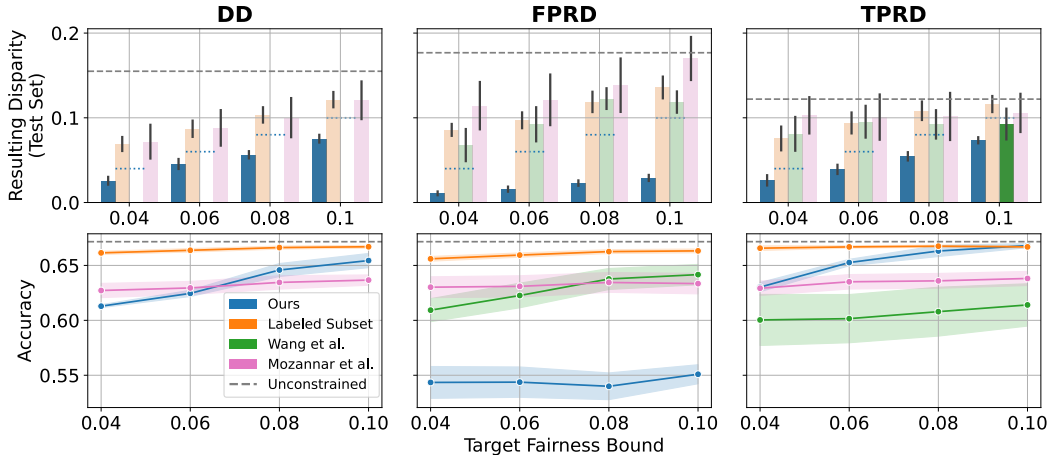 DD
FPRD
TPRD
Resulting Disparity
(Test Set)
0.2
0.1
0.0
0.04 0.06 0.08 0.1
0.04 0.06 0.08 0.1
0.04 0.06 0.08 0.1
Accuracy
0.65
0.60
0.55
Ours
Labeled Subset
Wang et al.
Mozannar et al.
Unconstrained
0.04 0.06 0.08 0.10
0.04 0.06 0.08 0.10
0.04 0.06 0.08 0.10
Target Fairness Bound